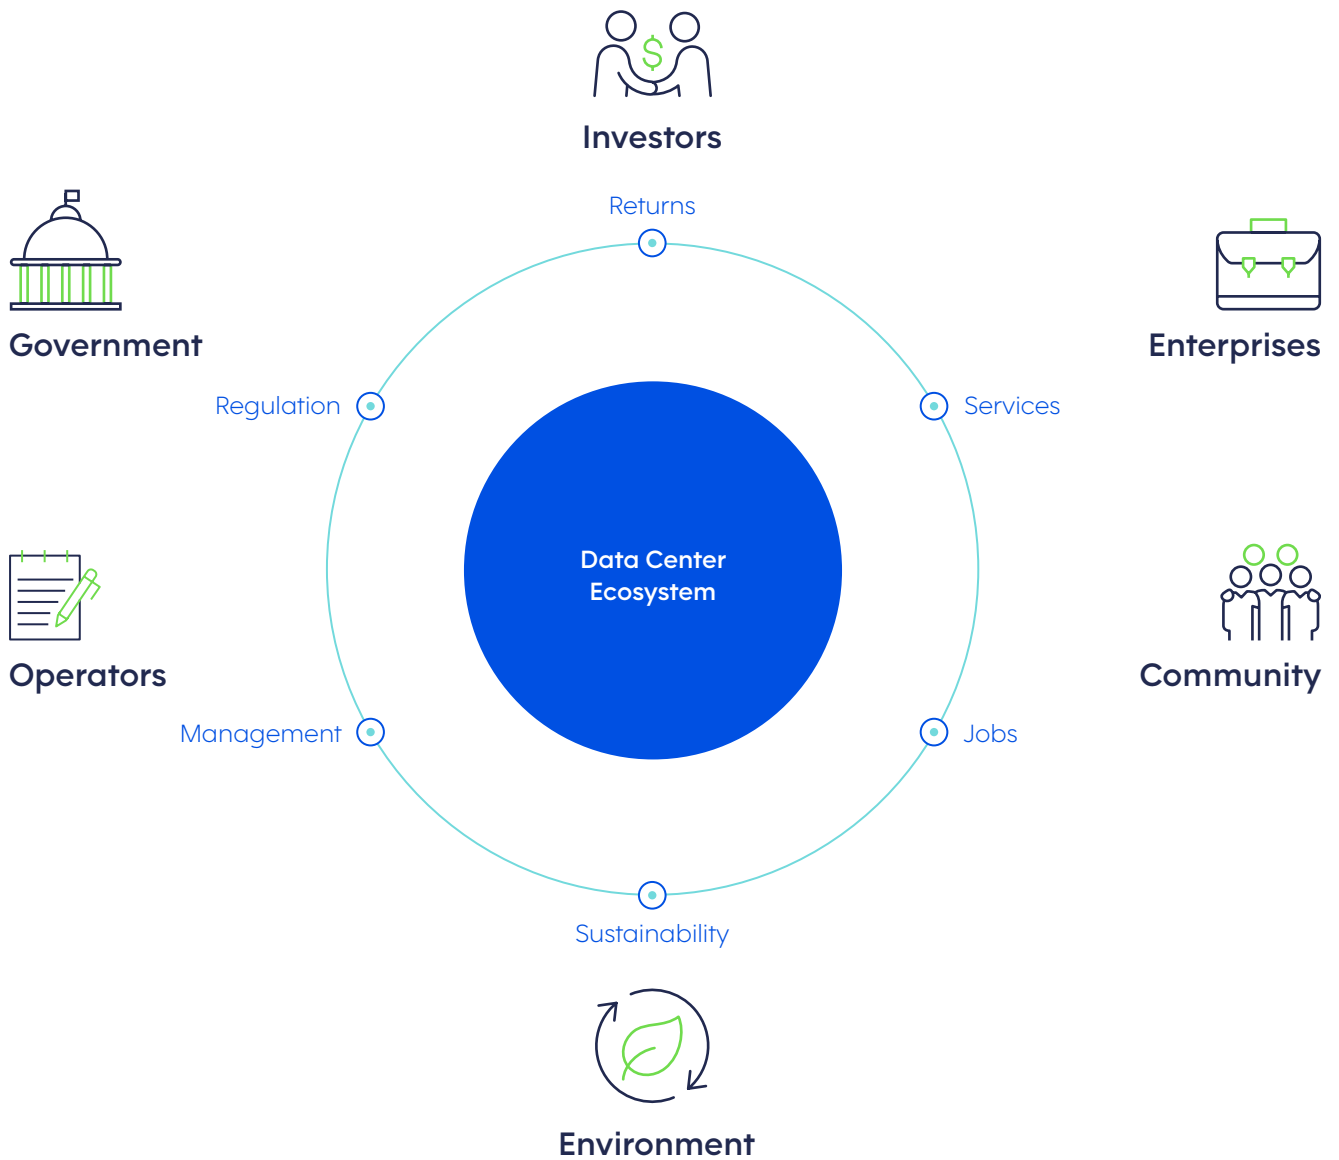 Investors
Returns
Government
Enterprises
Regulation
Services
Data Center
Ecosystem
Operators
Community
Management
Jobs
Sustainability
Environment